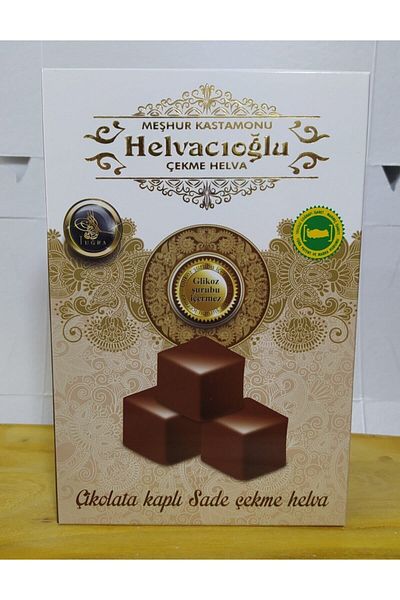 MEŞHUR KASTAMONU
Helvacıoğlu
ÇEKME HELVA
TUĞRA
Glikoz
şurubu
içermez
Çikolata kaplı Sade çekme helva